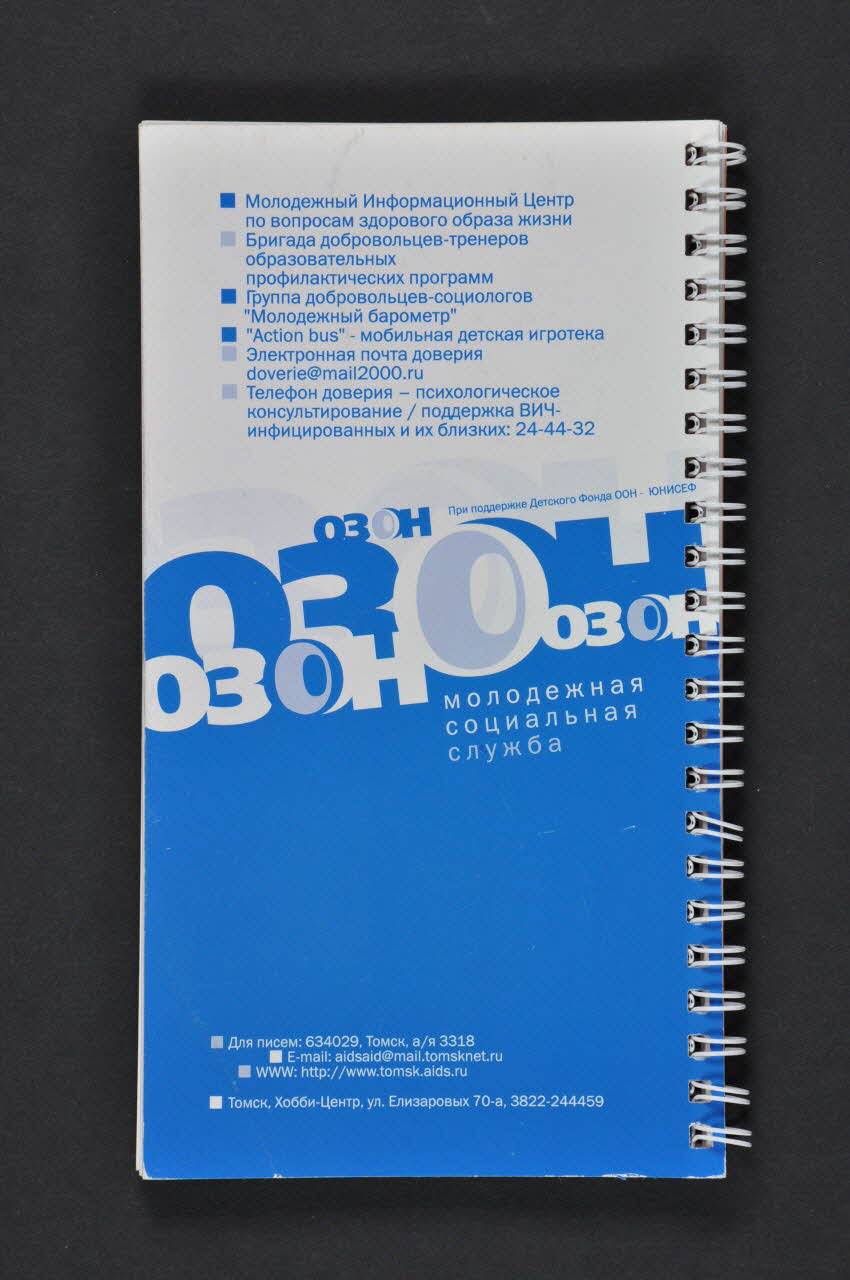 Молодежный Информационный Центр
по вопросам здорового образа жизни
Бригада добровольцев-тренеров
образовательных
профилактических программ
Группа добровольцев-социологов
"Молодежный барометр"
"Action bus" - мобильная детская игротека
Электронная почта доверия
doverie@mail2000.ru
Телефон доверия – психологическое
консультирование / поддержка ВИЧ-
инфицированных и их близких: 24-44-32
При поддержке Детского Фонда ООН - ЮНИСЕФ
озон
озон
озон
озон
молодежная
социальная
служба
Для писем: 634029, Томск, а/я 3318
E-mail: aidsaid@mail.tomsknet.ru
WWW: http://www.tomsk.aids.ru
Томск, Хобби-Центр, ул. Елизаровых 70-а, 3822-244459